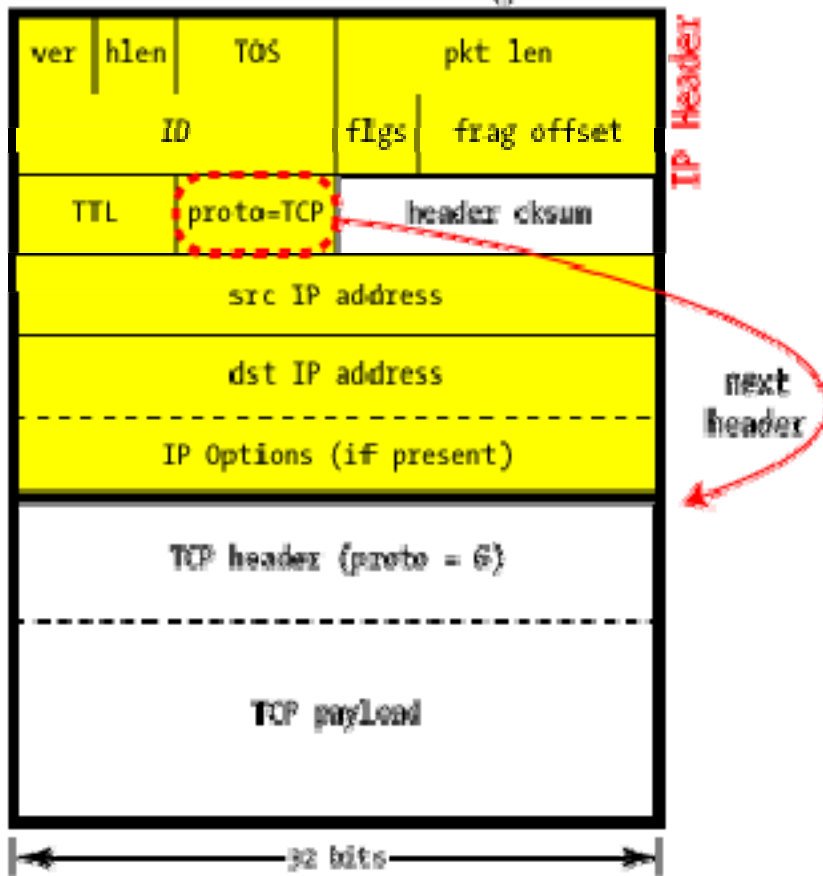 ver hlen TOS pkt len
ID flgs frag offset
TTL proto=TCP header cksum
src IP address
dst IP address
IP Options (if present)
TCP header (proto = 6)
TCP payload
32 bits
IP Header
next
header